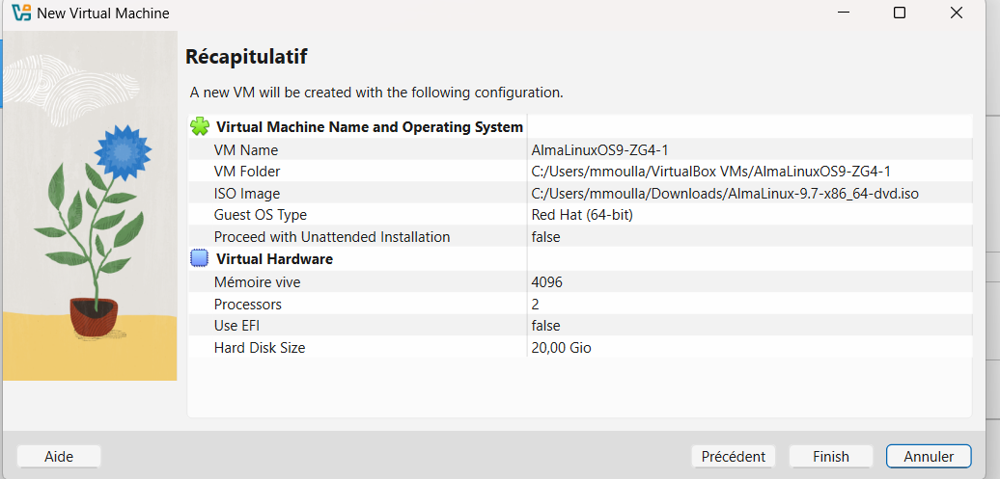 New Virtual Machine
Récapitulatif
A new VM will be created with the following configuration.
Virtual Machine Name and Operating System
VM Name AlmaLinuxOS9-ZG4-1
VM Folder C:/Users/mmoulla/VirtualBox VMs/AlmaLinuxOS9-ZG4-1
ISO Image C:/Users/mmoulla/Downloads/AlmaLinux-9.7-x86_64-dvd.iso
Guest OS Type Red Hat (64-bit)
Proceed with Unattended Installation false
Virtual Hardware
Mémoire vive 4096
Processors 2
Use EFI false
Hard Disk Size 20,00 Gio
Aide Précédent Finish Annuler